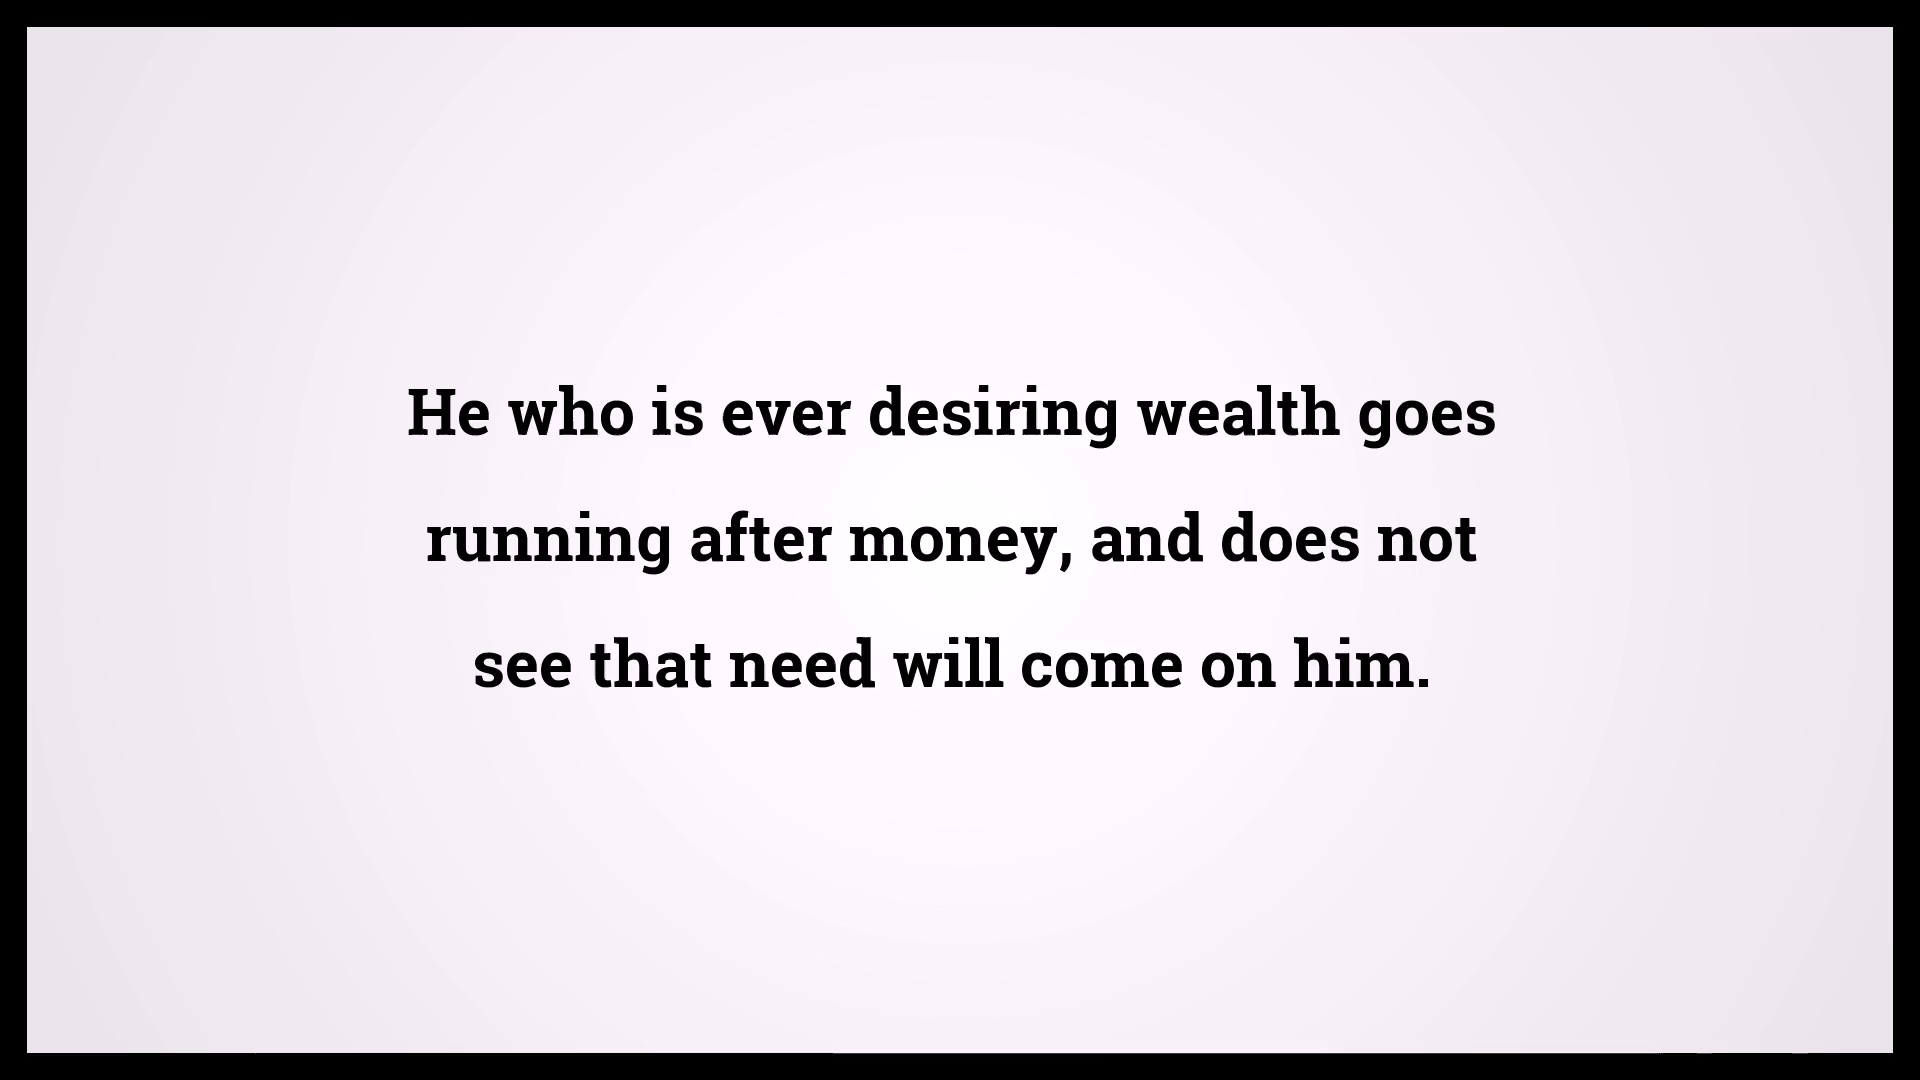 He who is ever desiring wealth goes
running after money, and does not
see that need will come on him.